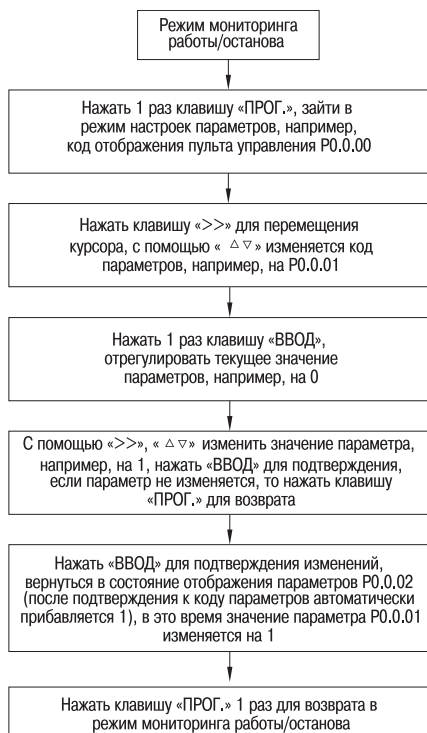 Режим мониторинга
работы/останова
Нажать 1 раз клавишу «ПРОГ.», зайти в
режим настроек параметров, например,
код отображения пульта управления P0.0.00
Нажать клавишу «>>» для перемещения
курсора, с помощью « △ ▽» изменяется код
параметров, например, на P0.0.01
Нажать 1 раз клавишу «ВВОД»,
отрегулировать текущее значение
параметров, например, на 0
С помощью «>>», « △ ▽» изменить значение параметра,
например, на 1, нажать «ВВОД» для подтверждения,
если параметр не изменяется, то нажать клавишу
«ПРОГ.» для возврата
Нажать «ВВОД» для подтверждения изменений,
вернуться в состояние отображения параметров P0.0.02
(после подтверждения к коду параметров автоматически
прибавляется 1), в это время значение параметра P0.0.01
изменяется на 1
Нажать клавишу «ПРОГ.» 1 раз для возврата в
режим мониторинга работы/останова